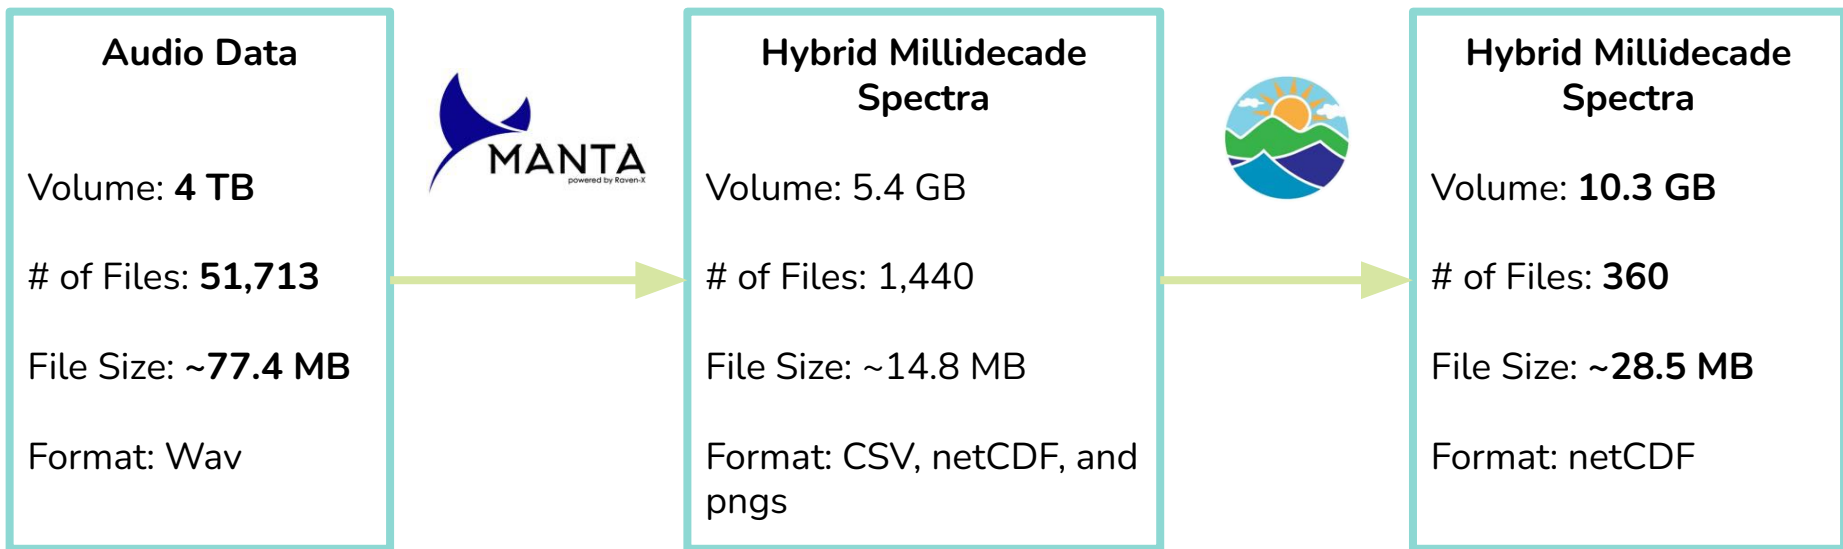 Audio Data
Volume: 4 TB
# of Files: 51,713
File Size: ~77.4 MB
Format: Wav
MANTA
powered by Raven-X
Hybrid Millidecade
Spectra
Volume: 5.4 GB
# of Files: 1,440
File Size: ~14.8 MB
Format: CSV, netCDF, and
pngs
Hybrid Millidecade
Spectra
Volume: 10.3 GB
# of Files: 360
File Size: ~28.5 MB
Format: netCDF